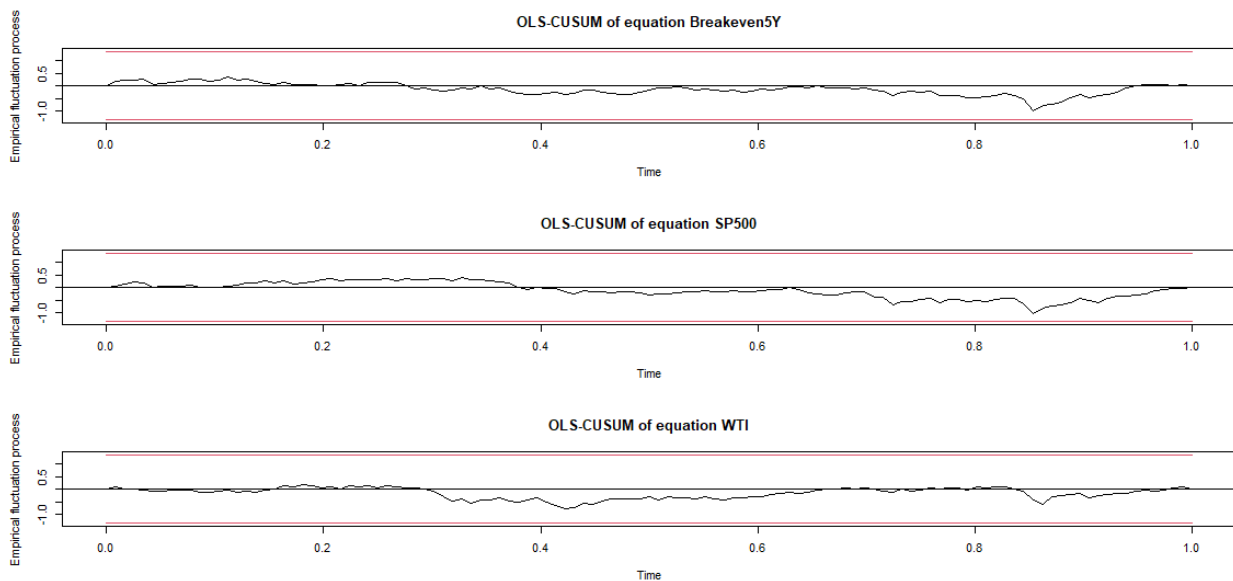 OLS-CUSUM of equation Breakeven5Y
Empirical fluctuation process
0.5
-1.0
0.0 0.2 0.4 0.6 0.8 1.0
Time
OLS-CUSUM of equation SP500
Empirical fluctuation process
0.5
-1.0
0.0 0.2 0.4 0.6 0.8 1.0
Time
OLS-CUSUM of equation WTI
Empirical fluctuation process
0.5
-1.0
0.0 0.2 0.4 0.6 0.8 1.0
Time